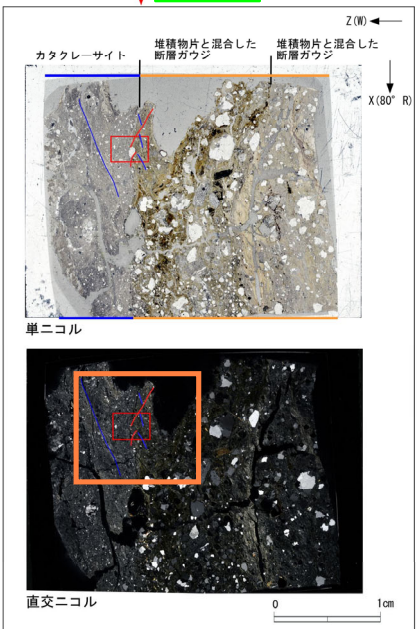 Z(W)
カタクレーサイト
堆積物片と混合した
断層ガウジ
堆積物片と混合した
断層ガウジ
X(80° R)
単ニコル
直交ニコル
0 1cm